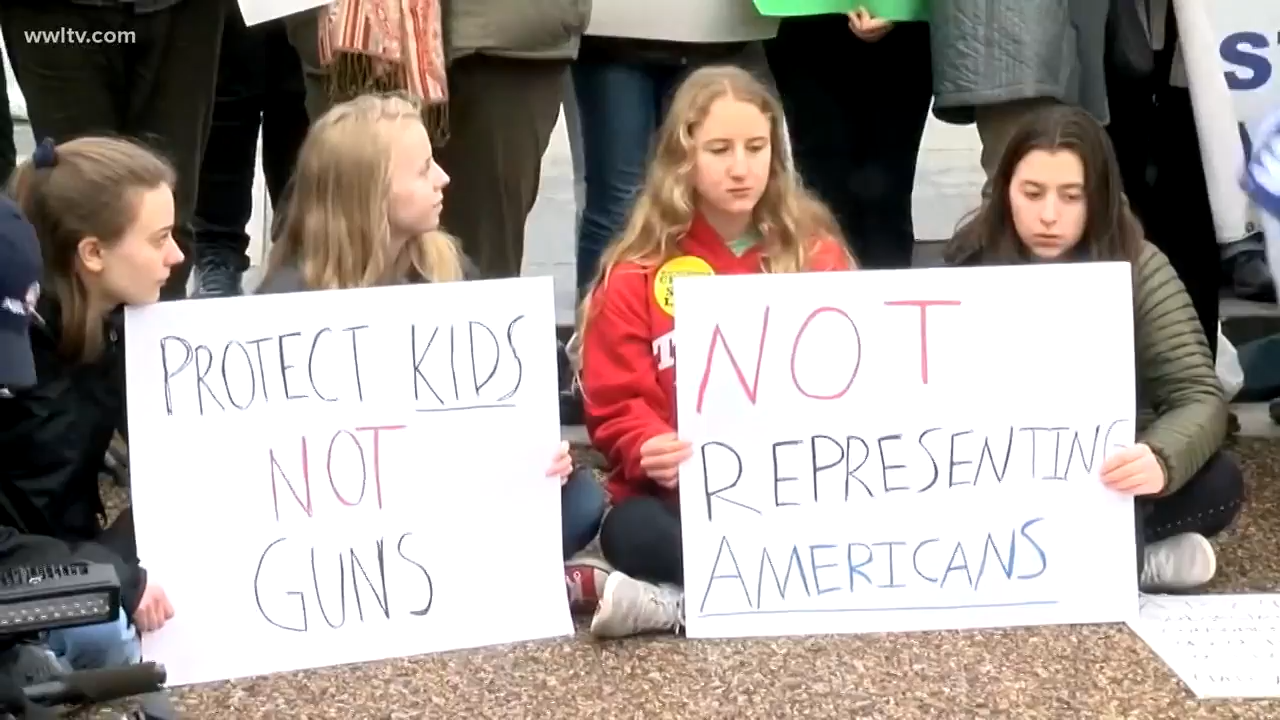 wwltv.com
PROTECT KIDS
NOT
GUNS
NOT
REPRESENTING
AMERICANS